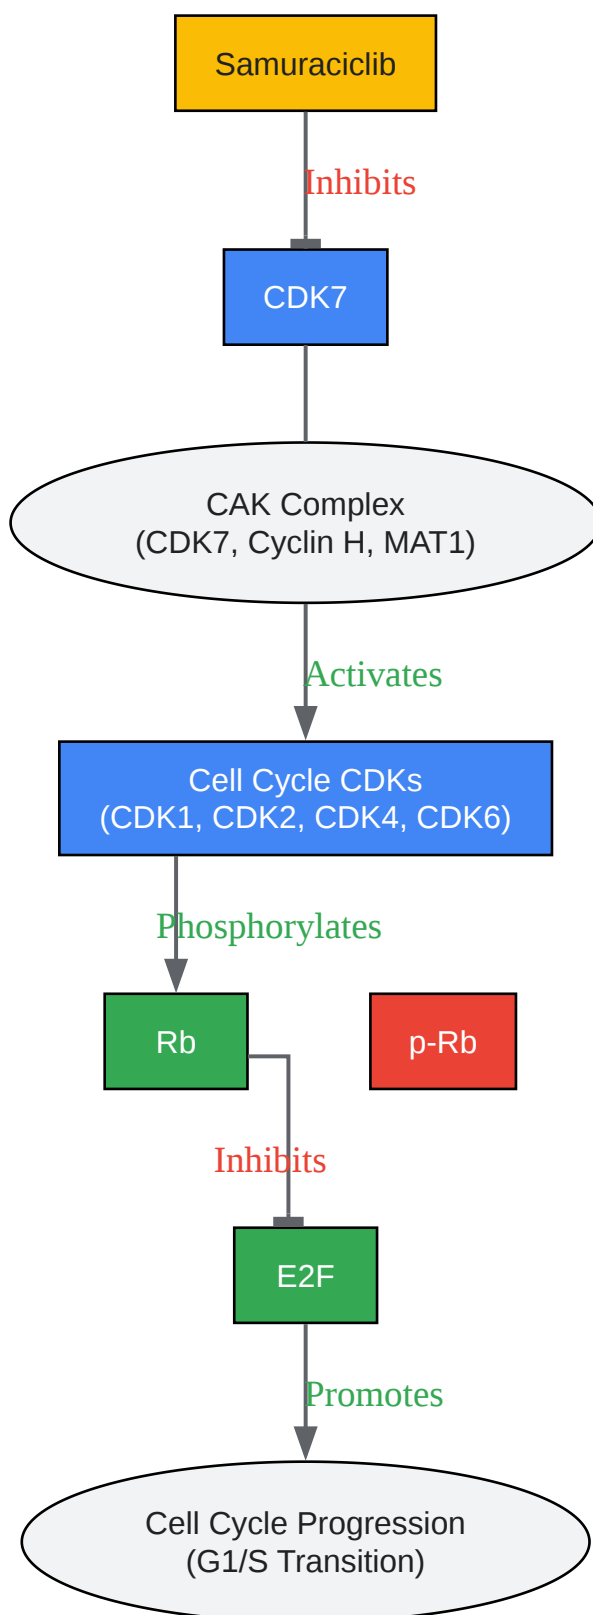 Samuraciclib
Inhibits
CDK7
CAK Complex
(CDK7, Cyclin H, MAT1)
Activates
Cell Cycle CDKs
(CDK1, CDK2, CDK4, CDK6)
Phosphorylates
Rb
p-Rb
Inhibits
E2F
Promotes
Cell Cycle Progression
(G1/S Transition)